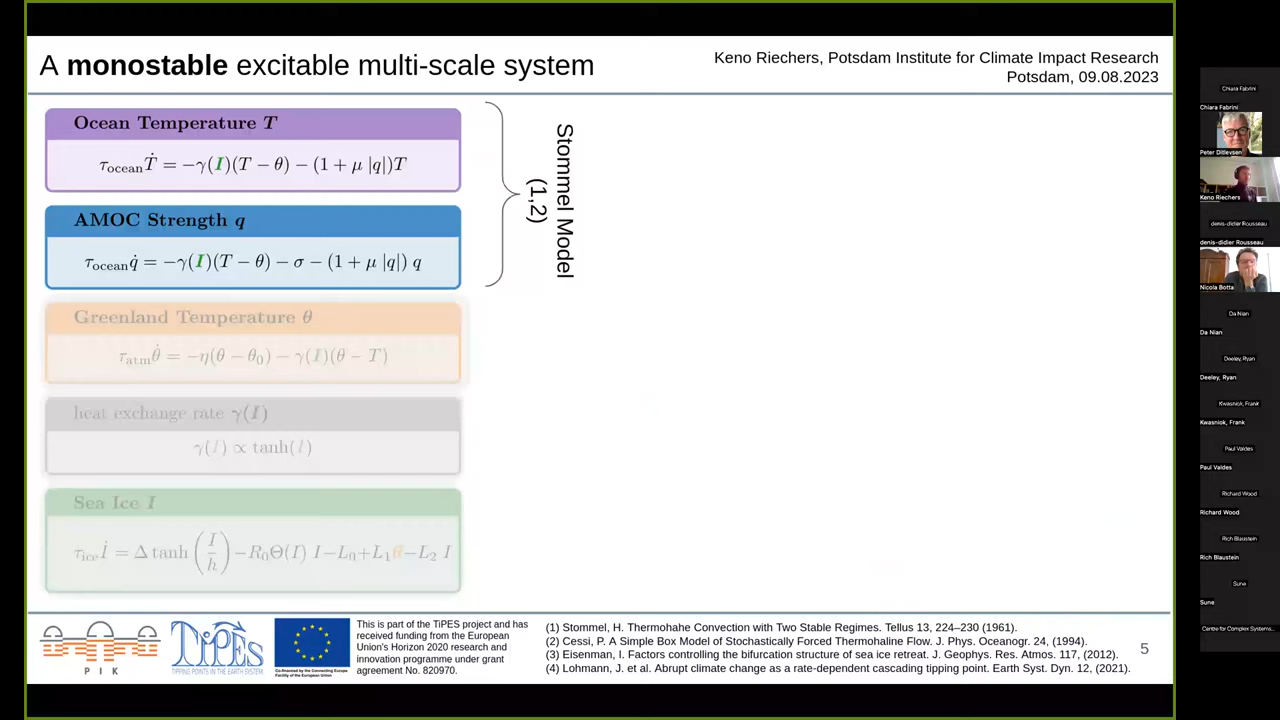 A monostable excitable multi-scale system
Keno Riechers, Potsdam Institute for Climate Impact Research
Potsdam, 09.08.2023
Ocean Temperature T
τ_ocean Ṫ = −γ(I)(T − θ) − (1 + μ |q|)T
AMOC Strength q
τ_ocean q̇ = −γ(I)(T − θ) − σ − (1 + μ |q|) q
Greenland Temperature θ
τ_atm θ̇ = −η(θ − θ₀) − γ(I)(θ − T)
heat exchange rate γ(I)
γ(I) ∝ tanh(I)
Sea Ice I
τ_ice İ = Δ tanh(I/h) −R₀Θ(I) I−L₀+L₁θ−L₂ I
Stommel Model
(1,2)
P I K
TiPES
TIPPING POINTS IN THE EARTH SYSTEM
Co-financed by the Connecting Europe
Facility of the European Union
This is part of the TiPES project and has
received funding from the European
Union's Horizon 2020 research and
innovation programme under grant
agreement No. 820970.
(1) Stommel, H. Thermohahe Convection with Two Stable Regimes. Tellus 13, 224–230 (1961).
(2) Cessi, P. A Simple Box Model of Stochastically Forced Thermohaline Flow. J. Phys. Oceanogr. 24, (1994).
(3) Eisenman, I. Factors controlling the bifurcation structure of sea ice retreat. J. Geophys. Res. Atmos. 117, (2012).
(4) Lohmann, J. et al. Abrupt climate change as a rate-dependent cascading tipping point. Earth Syst. Dyn. 12, (2021).
5
Chiara Fabrini
Chiara Fabrini
Peter Ditlevsen
Keno Riechers
denis-didier Rousseau
denis-didier Rousseau
Nicola Botta
Da Nian
Da Nian
Deeley, Ryan
Deeley, Ryan
Kwasniok, Frank
Kwasniok, Frank
Paul Valdes
Paul Valdes
Richard Wood
Richard Wood
Rich Blaustein
Rich Blaustein
Sune
Sune
Centre for Complex Systems...